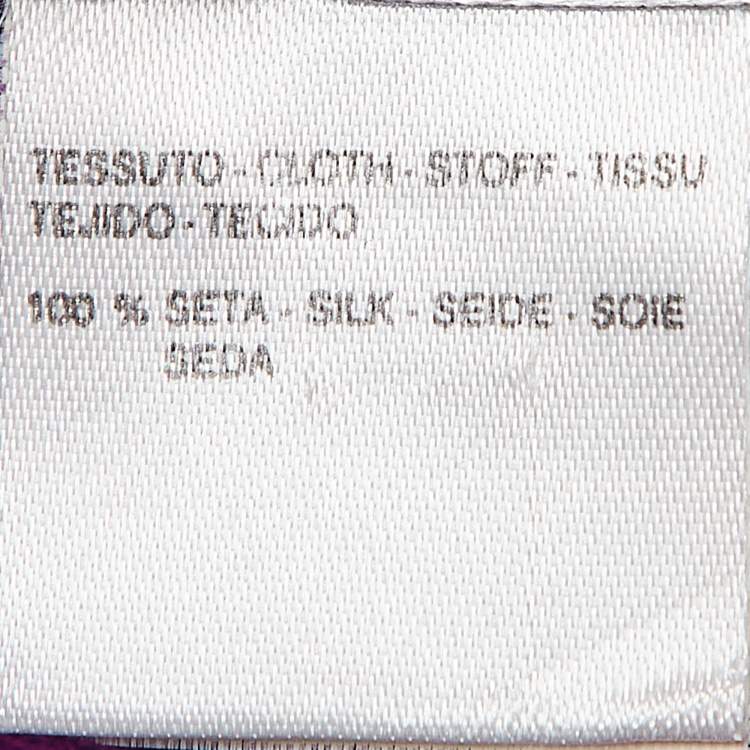 TESSUTO - CLOTH - STOFF - TISSU
TEJIDO - TECIDO
100 % SETA - SILK - SEIDE - SOIE
SEDA